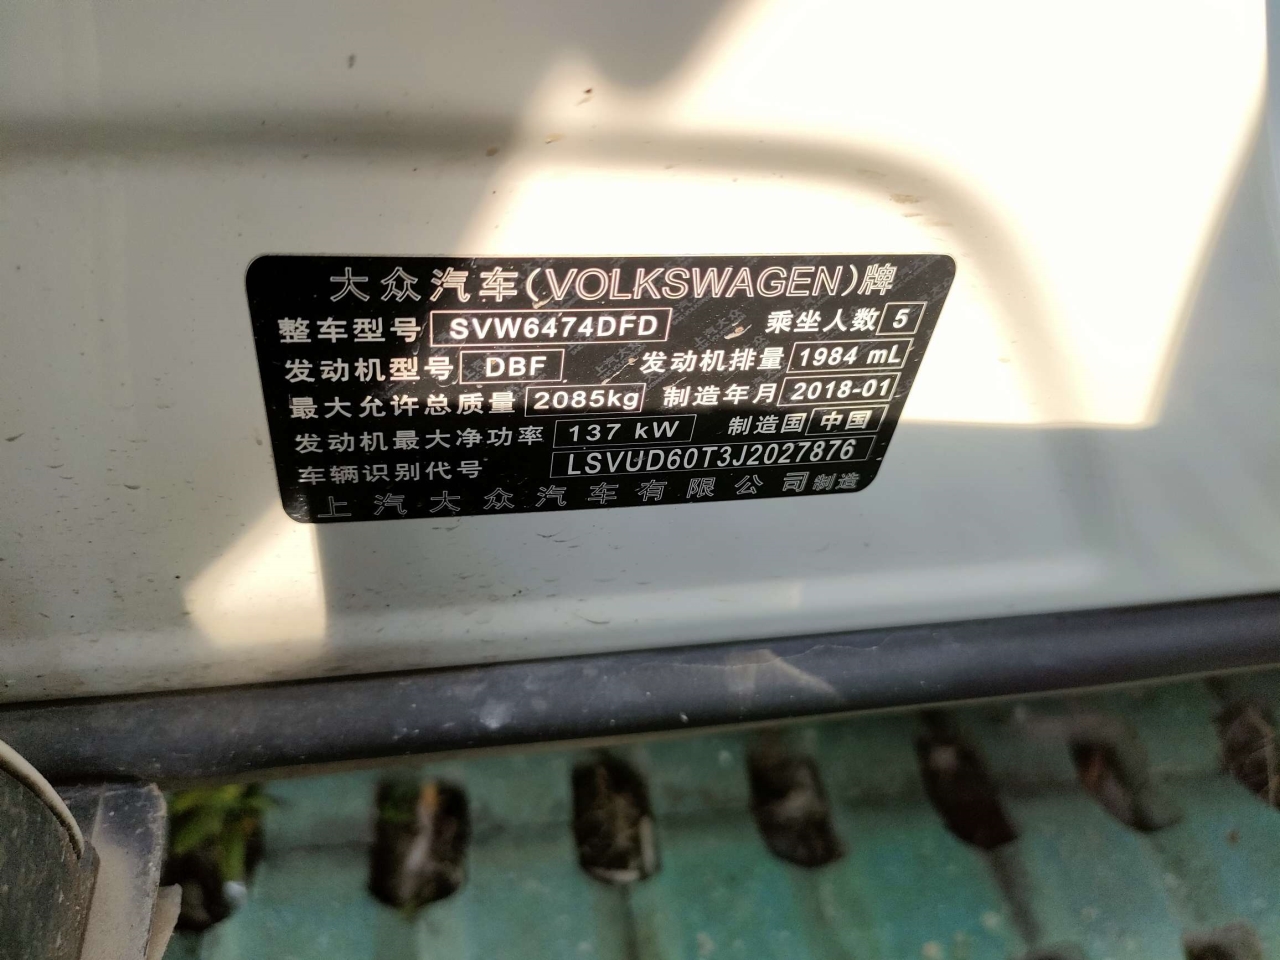 大众汽车(VOLKSWAGEN)牌
整车型号 SVW6474DFD 乘坐人数 5
发动机型号 DBF 发动机排量 1984 mL
最大允许总质量 2085kg 制造年月 2018-01
发动机最大净功率 137 kW 制造国 中国
车辆识别代号 LSVUD60T3J2027876
上汽大众汽车有限公司制造